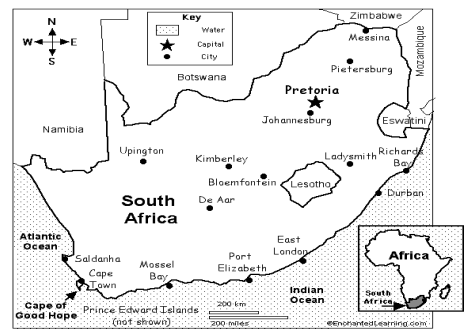 Zimbabwe
Key
Water
Capital
City
N
W
E
S
Messina
Mozambique
Pietersburg
Botswana
Pretoria
Johannesburg
Eswatini
Namibia
Upington
Kimberley
Ladysmith
Richards
Bay
Bloemfontein
Lesotho
Durban
De Aar
South
Africa
Atlantic
Ocean
Saldanha
Cape
Town
Mossel
Bay
Port
Elizabeth
East
London
Africa
South
Africa
Cape of
Good Hope
Indian
Ocean
200 km
200 miles
Prince Edward Islands
(not shown)
©EnchantedLearning.com